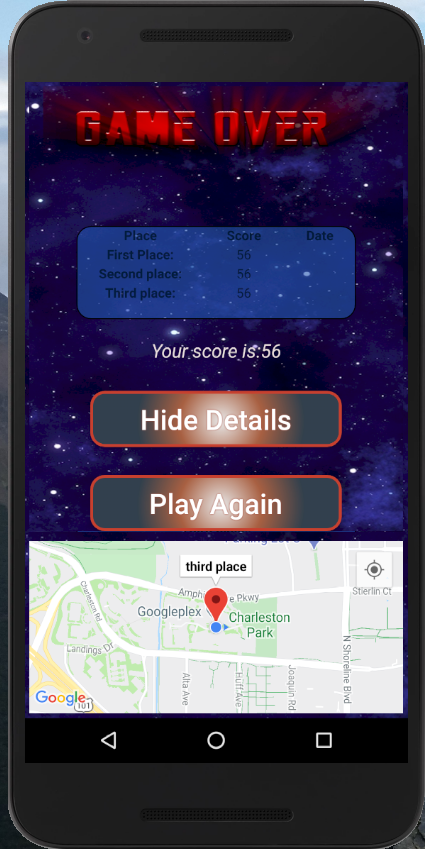 GAME OVER
Place Score Date
First Place: 56
Second place: 56
Third place: 56
Your score is:56
Hide Details
Play Again
third place
Stierlin Ct
Charleston Rd
Googleplex
Charleston
Park
Landings Dr
N Shoreline Blvd
Alta Ave
Huff Ave
Joaquin Rd
Google
101